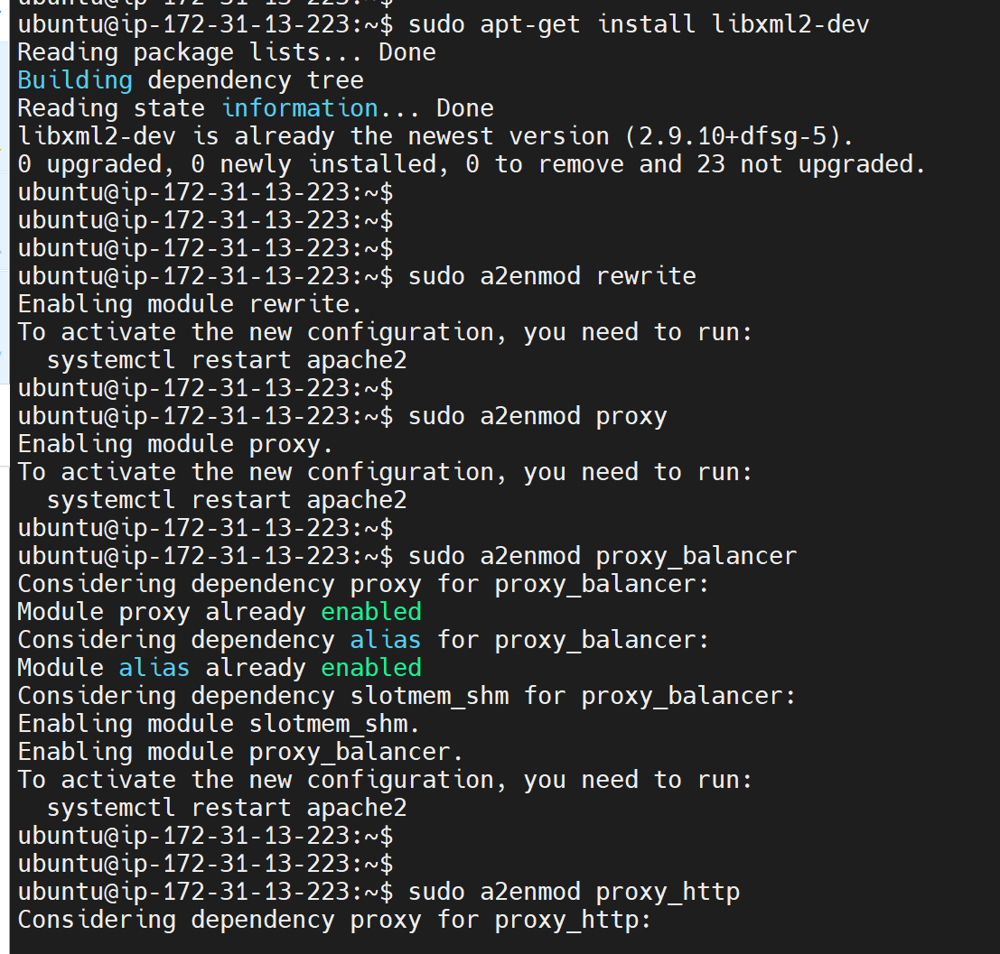 ubuntu@ip-172-31-13-223:~$
ubuntu@ip-172-31-13-223:~$ sudo apt-get install libxml2-dev
Reading package lists... Done
Building dependency tree
Reading state information... Done
libxml2-dev is already the newest version (2.9.10+dfsg-5).
0 upgraded, 0 newly installed, 0 to remove and 23 not upgraded.
ubuntu@ip-172-31-13-223:~$
ubuntu@ip-172-31-13-223:~$
ubuntu@ip-172-31-13-223:~$
ubuntu@ip-172-31-13-223:~$ sudo a2enmod rewrite
Enabling module rewrite.
To activate the new configuration, you need to run:
  systemctl restart apache2
ubuntu@ip-172-31-13-223:~$
ubuntu@ip-172-31-13-223:~$ sudo a2enmod proxy
Enabling module proxy.
To activate the new configuration, you need to run:
  systemctl restart apache2
ubuntu@ip-172-31-13-223:~$
ubuntu@ip-172-31-13-223:~$ sudo a2enmod proxy_balancer
Considering dependency proxy for proxy_balancer:
Module proxy already enabled
Considering dependency alias for proxy_balancer:
Module alias already enabled
Considering dependency slotmem_shm for proxy_balancer:
Enabling module slotmem_shm.
Enabling module proxy_balancer.
To activate the new configuration, you need to run:
  systemctl restart apache2
ubuntu@ip-172-31-13-223:~$
ubuntu@ip-172-31-13-223:~$
ubuntu@ip-172-31-13-223:~$ sudo a2enmod proxy_http
Considering dependency proxy for proxy_http: